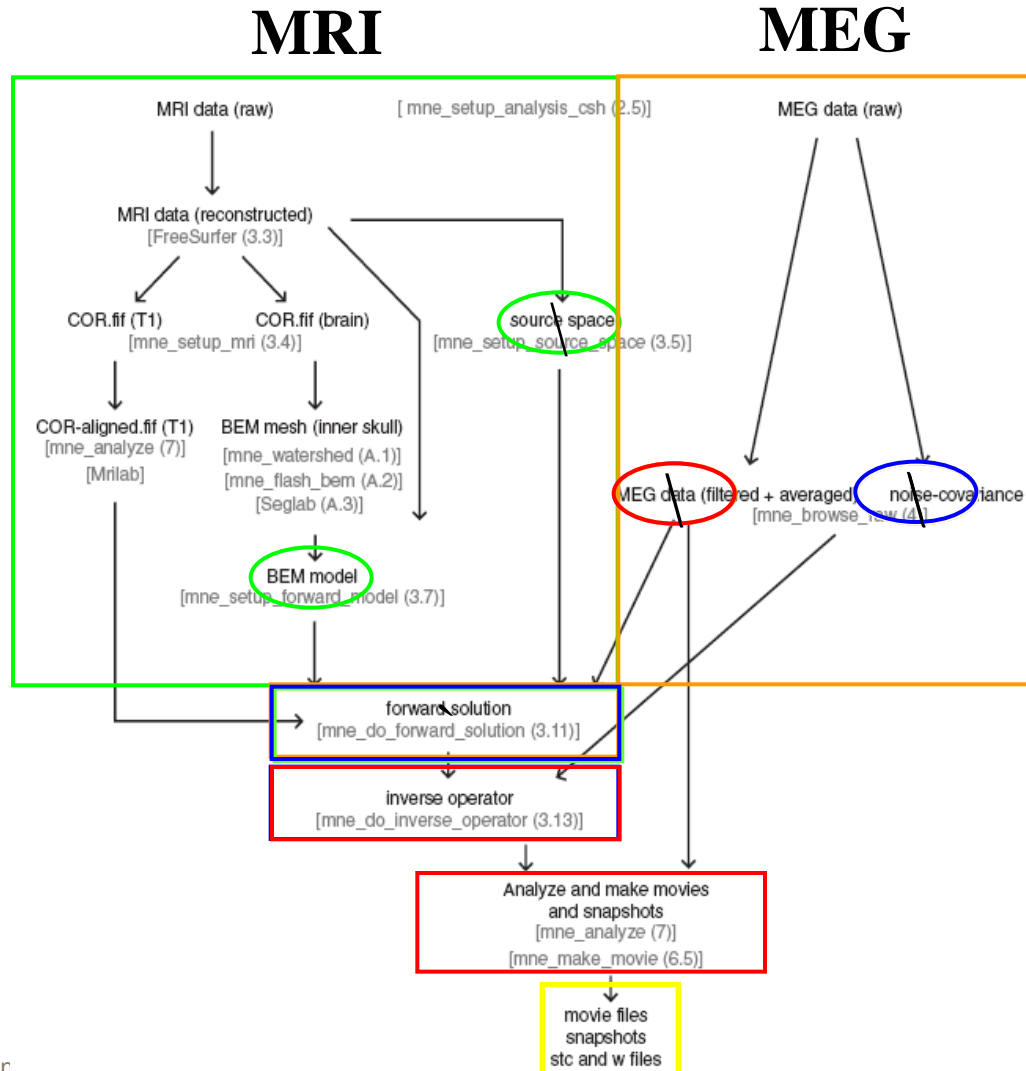 MRI
MEG
MRI data (raw)
[ mne_setup_analysis_csh (2.5)]
MEG data (raw)
MRI data (reconstructed)
[FreeSurfer (3.3)]
COR.fif (T1)
COR.fif (brain)
[mne_setup_mri (3.4)]
source space
[mne_setup_source_space (3.5)]
COR-aligned.fif (T1)
[mne_analyze (7)]
[Mrilab]
BEM mesh (inner skull)
[mne_watershed (A.1)]
[mne_flash_bem (A.2)]
[Seglab (A.3)]
MEG data (filtered + averaged)
noise-covariance
[mne_browse_raw (4)]
BEM model
[mne_setup_forward_model (3.7)]
forward solution
[mne_do_forward_solution (3.11)]
inverse operator
[mne_do_inverse_operator (3.13)]
Analyze and make movies
and snapshots
[mne_analyze (7)]
[mne_make_movie (6.5)]
movie files
snapshots
stc and w files